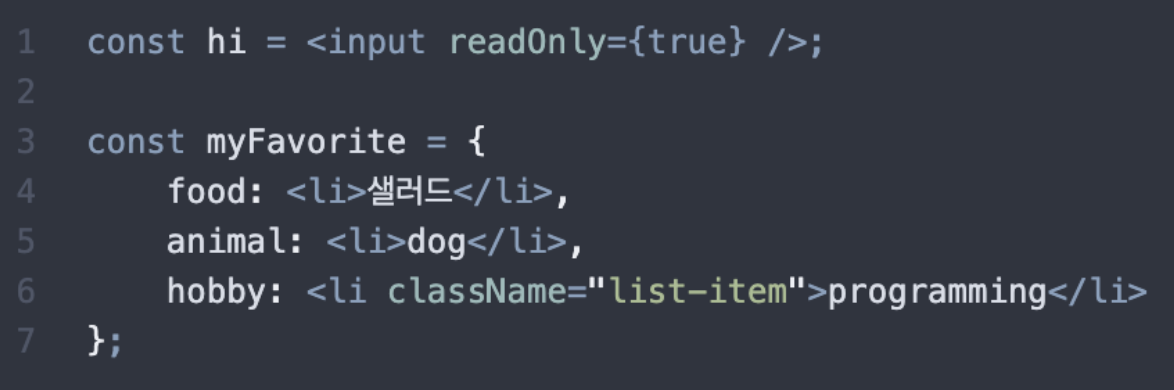 1 const hi = <input readOnly={true} />;
2
3 const myFavorite = {
4     food: <li>샐러드</li>,
5     animal: <li>dog</li>,
6     hobby: <li className="list-item">programming</li>
7 };